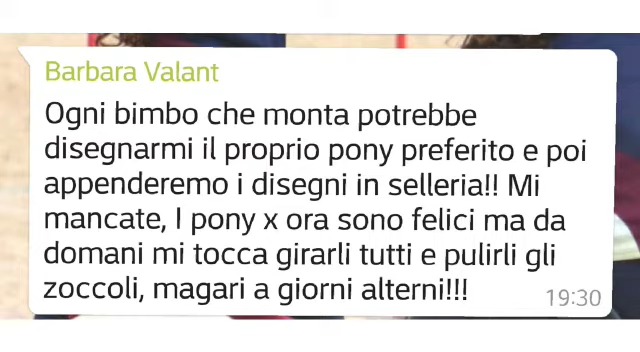 Barbara Valant
Ogni bimbo che monta potrebbe
disegnarmi il proprio pony preferito e poi
appenderemo i disegni in selleria!! Mi
mancate, I pony x ora sono felici ma da
domani mi tocca girarli tutti e pulirli gli
zoccoli, magari a giorni alterni!!!
19:30